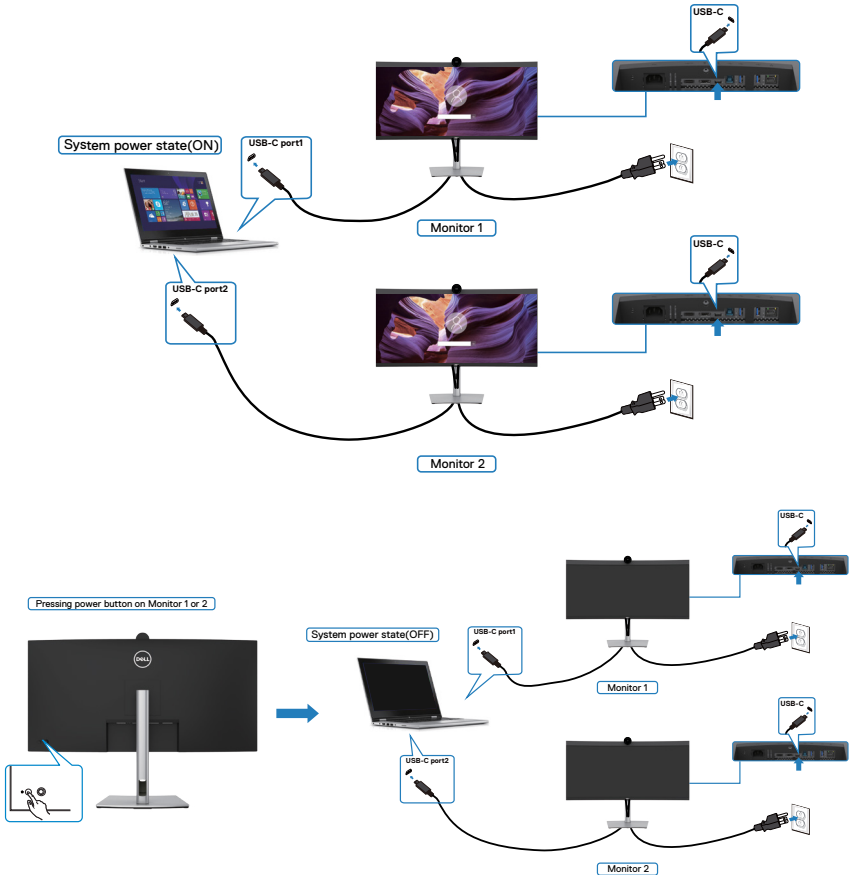 USB-C
System power state(ON)
USB-C port1
Monitor 1
USB-C
USB-C port2
Monitor 2
USB-C
Pressing power button on Monitor 1 or 2
System power state(OFF)
USB-C port1
DELL
Monitor 1
USB-C
USB-C port2
Monitor 2